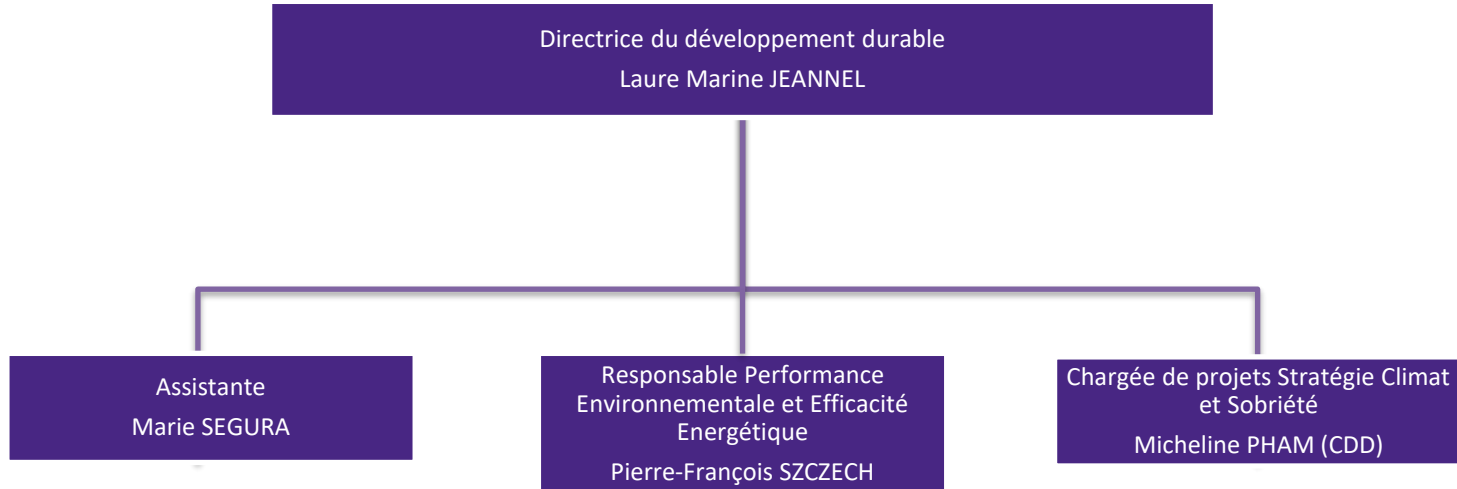 Directrice du développement durable
Laure Marine JEANNEL
Assistante
Marie SEGURA
Responsable Performance
Environnementale et Efficacité
Energétique
Pierre-François SZCZECH
Chargée de projets Stratégie Climat
et Sobriété
Micheline PHAM (CDD)